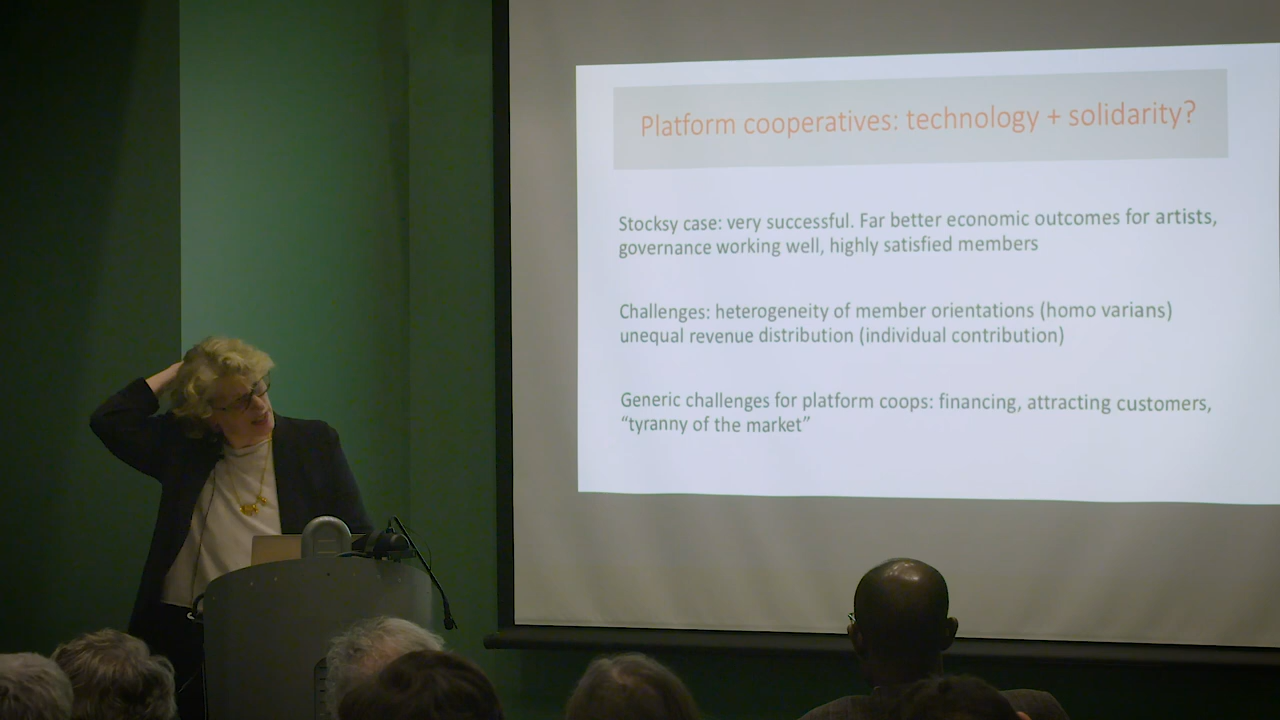 Platform cooperatives: technology + solidarity?
Stocksy case: very successful. Far better economic outcomes for artists,
governance working well, highly satisfied members
Challenges: heterogeneity of member orientations (homo varians)
unequal revenue distribution (individual contribution)
Generic challenges for platform coops: financing, attracting customers,
“tyranny of the market”